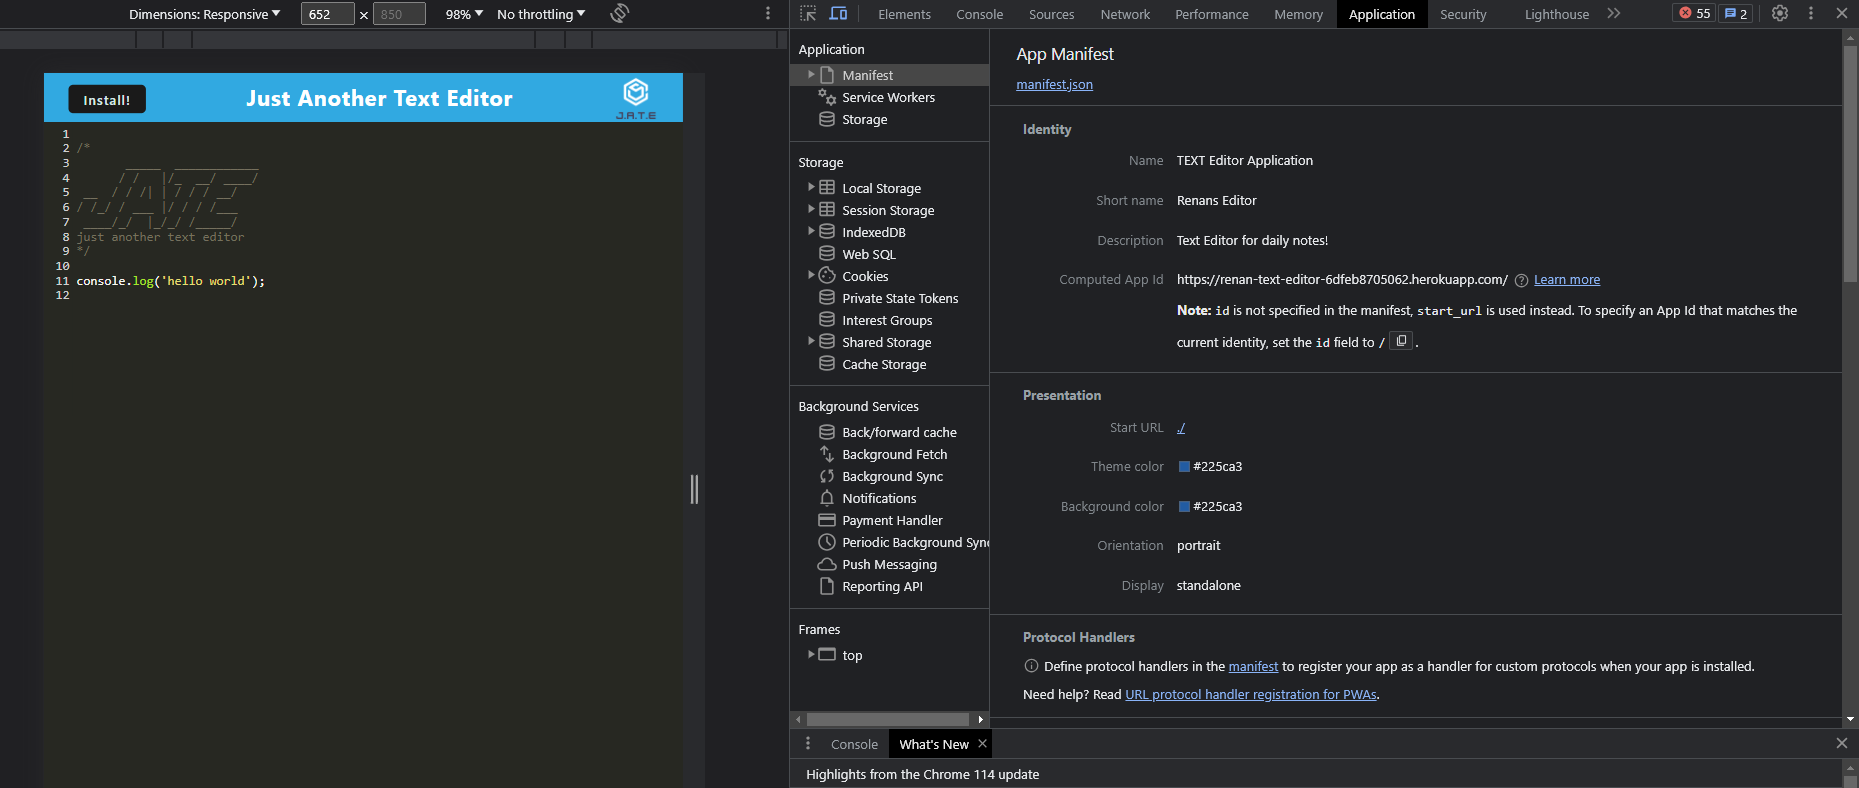 Dimensions: Responsive 652 x 850 98% No throttling
Install! Just Another Text Editor J.A.T.E
1
2 /*
3      _____  ____________
4      / /   |/_  __/ ____/
5  __  / / /| | / / / __/
6 / /_/ / ___ |/ / / /___
7  ____/_/  |_/_/ /_____/
8 just another text editor
9 */
10
11 console.log('hello world');
12
Elements Console Sources Network Performance Memory Application Security Lighthouse 55 2
Application
Manifest
Service Workers
Storage
Storage
Local Storage
Session Storage
IndexedDB
Web SQL
Cookies
Private State Tokens
Interest Groups
Shared Storage
Cache Storage
Background Services
Back/forward cache
Background Fetch
Background Sync
Notifications
Payment Handler
Periodic Background Sync
Push Messaging
Reporting API
Frames
top
App Manifest
manifest.json
Identity
Name TEXT Editor Application
Short name Renans Editor
Description Text Editor for daily notes!
Computed App Id https://renan-text-editor-6dfeb8705062.herokuapp.com/ ? Learn more
Note: id is not specified in the manifest, start_url is used instead. To specify an App Id that matches the
current identity, set the id field to / .
Presentation
Start URL ./
Theme color #225ca3
Background color #225ca3
Orientation portrait
Display standalone
Protocol Handlers
Define protocol handlers in the manifest to register your app as a handler for custom protocols when your app is installed.
Need help? Read URL protocol handler registration for PWAs.
Console What's New
Highlights from the Chrome 114 update